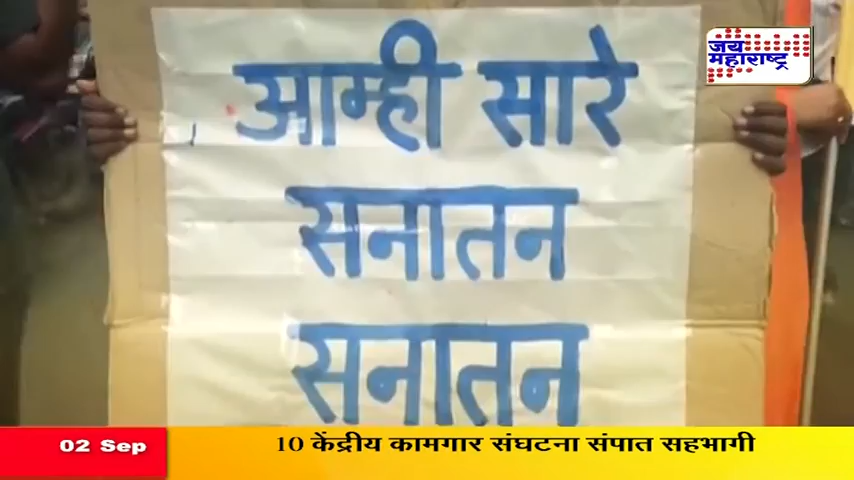 जय
महाराष्ट्र
आम्ही सारे
सनातन
सनातन
02 Sep
10 केंद्रीय कामगार संघटना संपात सहभागी